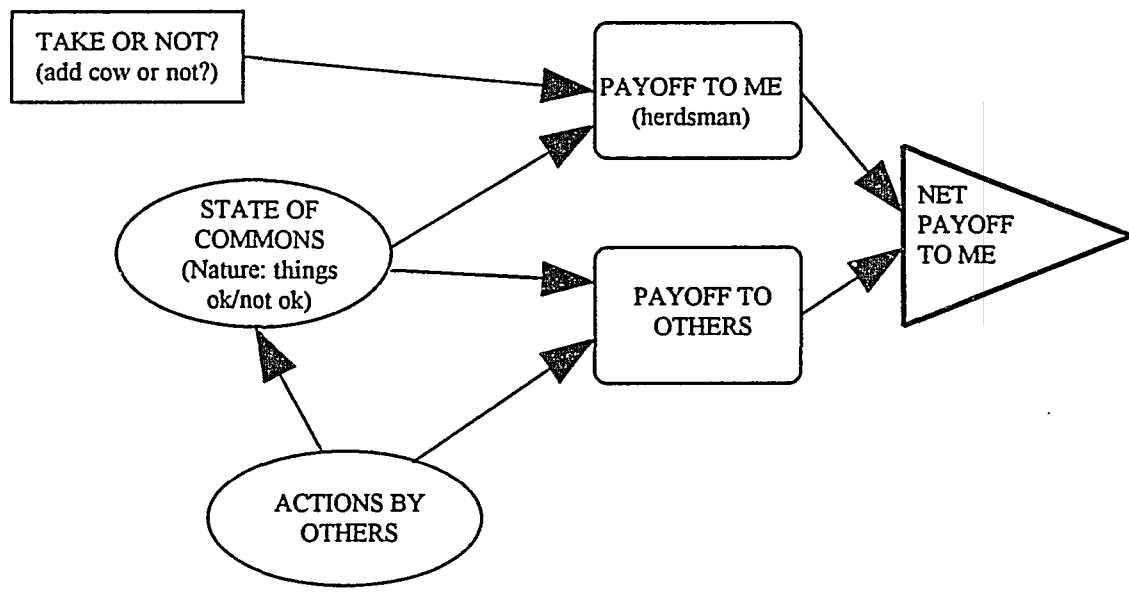 TAKE OR NOT?
(add cow or not?)
PAYOFF TO ME
(herdsman)
STATE OF
COMMONS
(Nature: things
ok/not ok)
NET
PAYOFF
TO ME
PAYOFF TO
OTHERS
ACTIONS BY
OTHERS